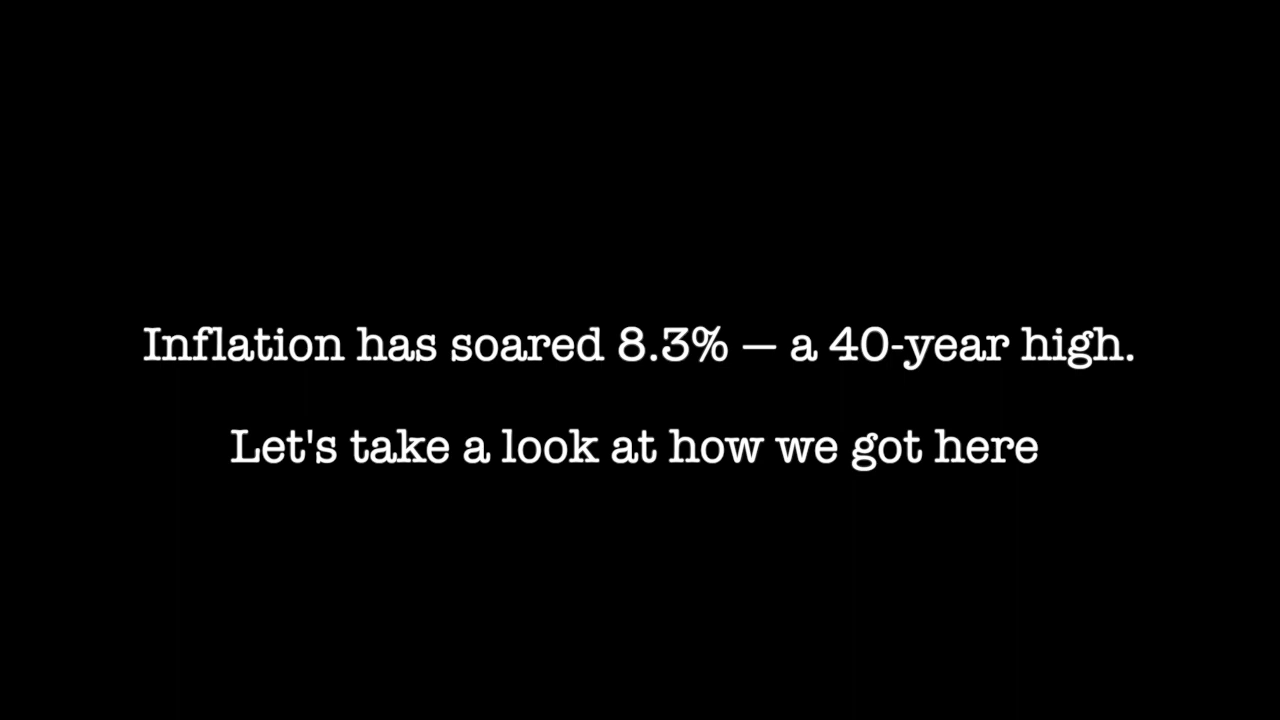 Inflation has soared 8.3% — a 40-year high.
Let's take a look at how we got here